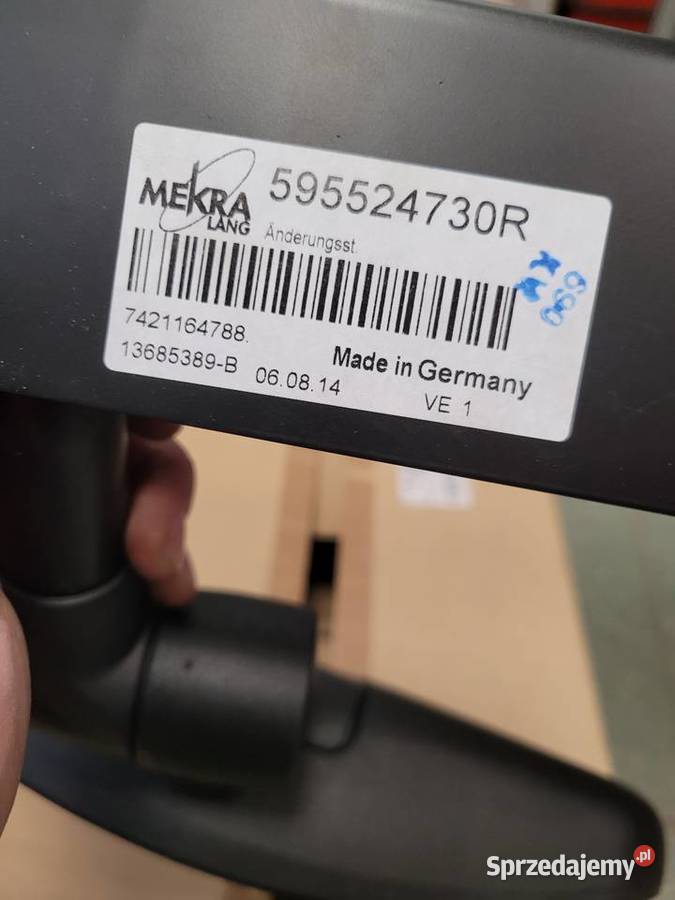 MEKRA
LANG
595524730R
Änderungsst.
7421164788.
13685389-B
06.08.14
Made in Germany
VE 1
Sprzedajemy.pl